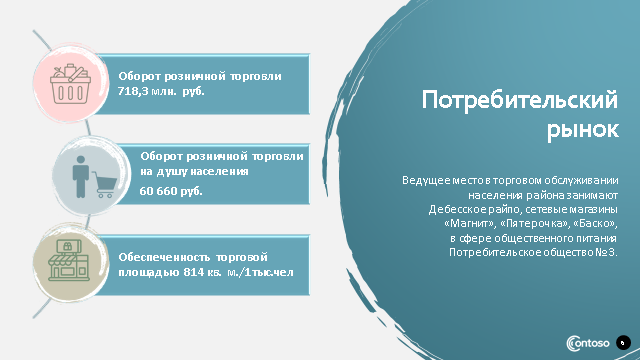 Оборот розничной торговли
718,3 млн. руб.
Оборот розничной торговли
на душу населения
60 660 руб.
Обеспеченность торговой
площадью 814 кв. м./1тыс.чел
Потребительский
рынок
Ведущее место в торговом обслуживании
населения района занимают
Дебесское райпо, сетевые магазины
«Магнит», «Пятерочка», «Баско»,
в сфере общественного питания
Потребительское общество №3.
Contoso